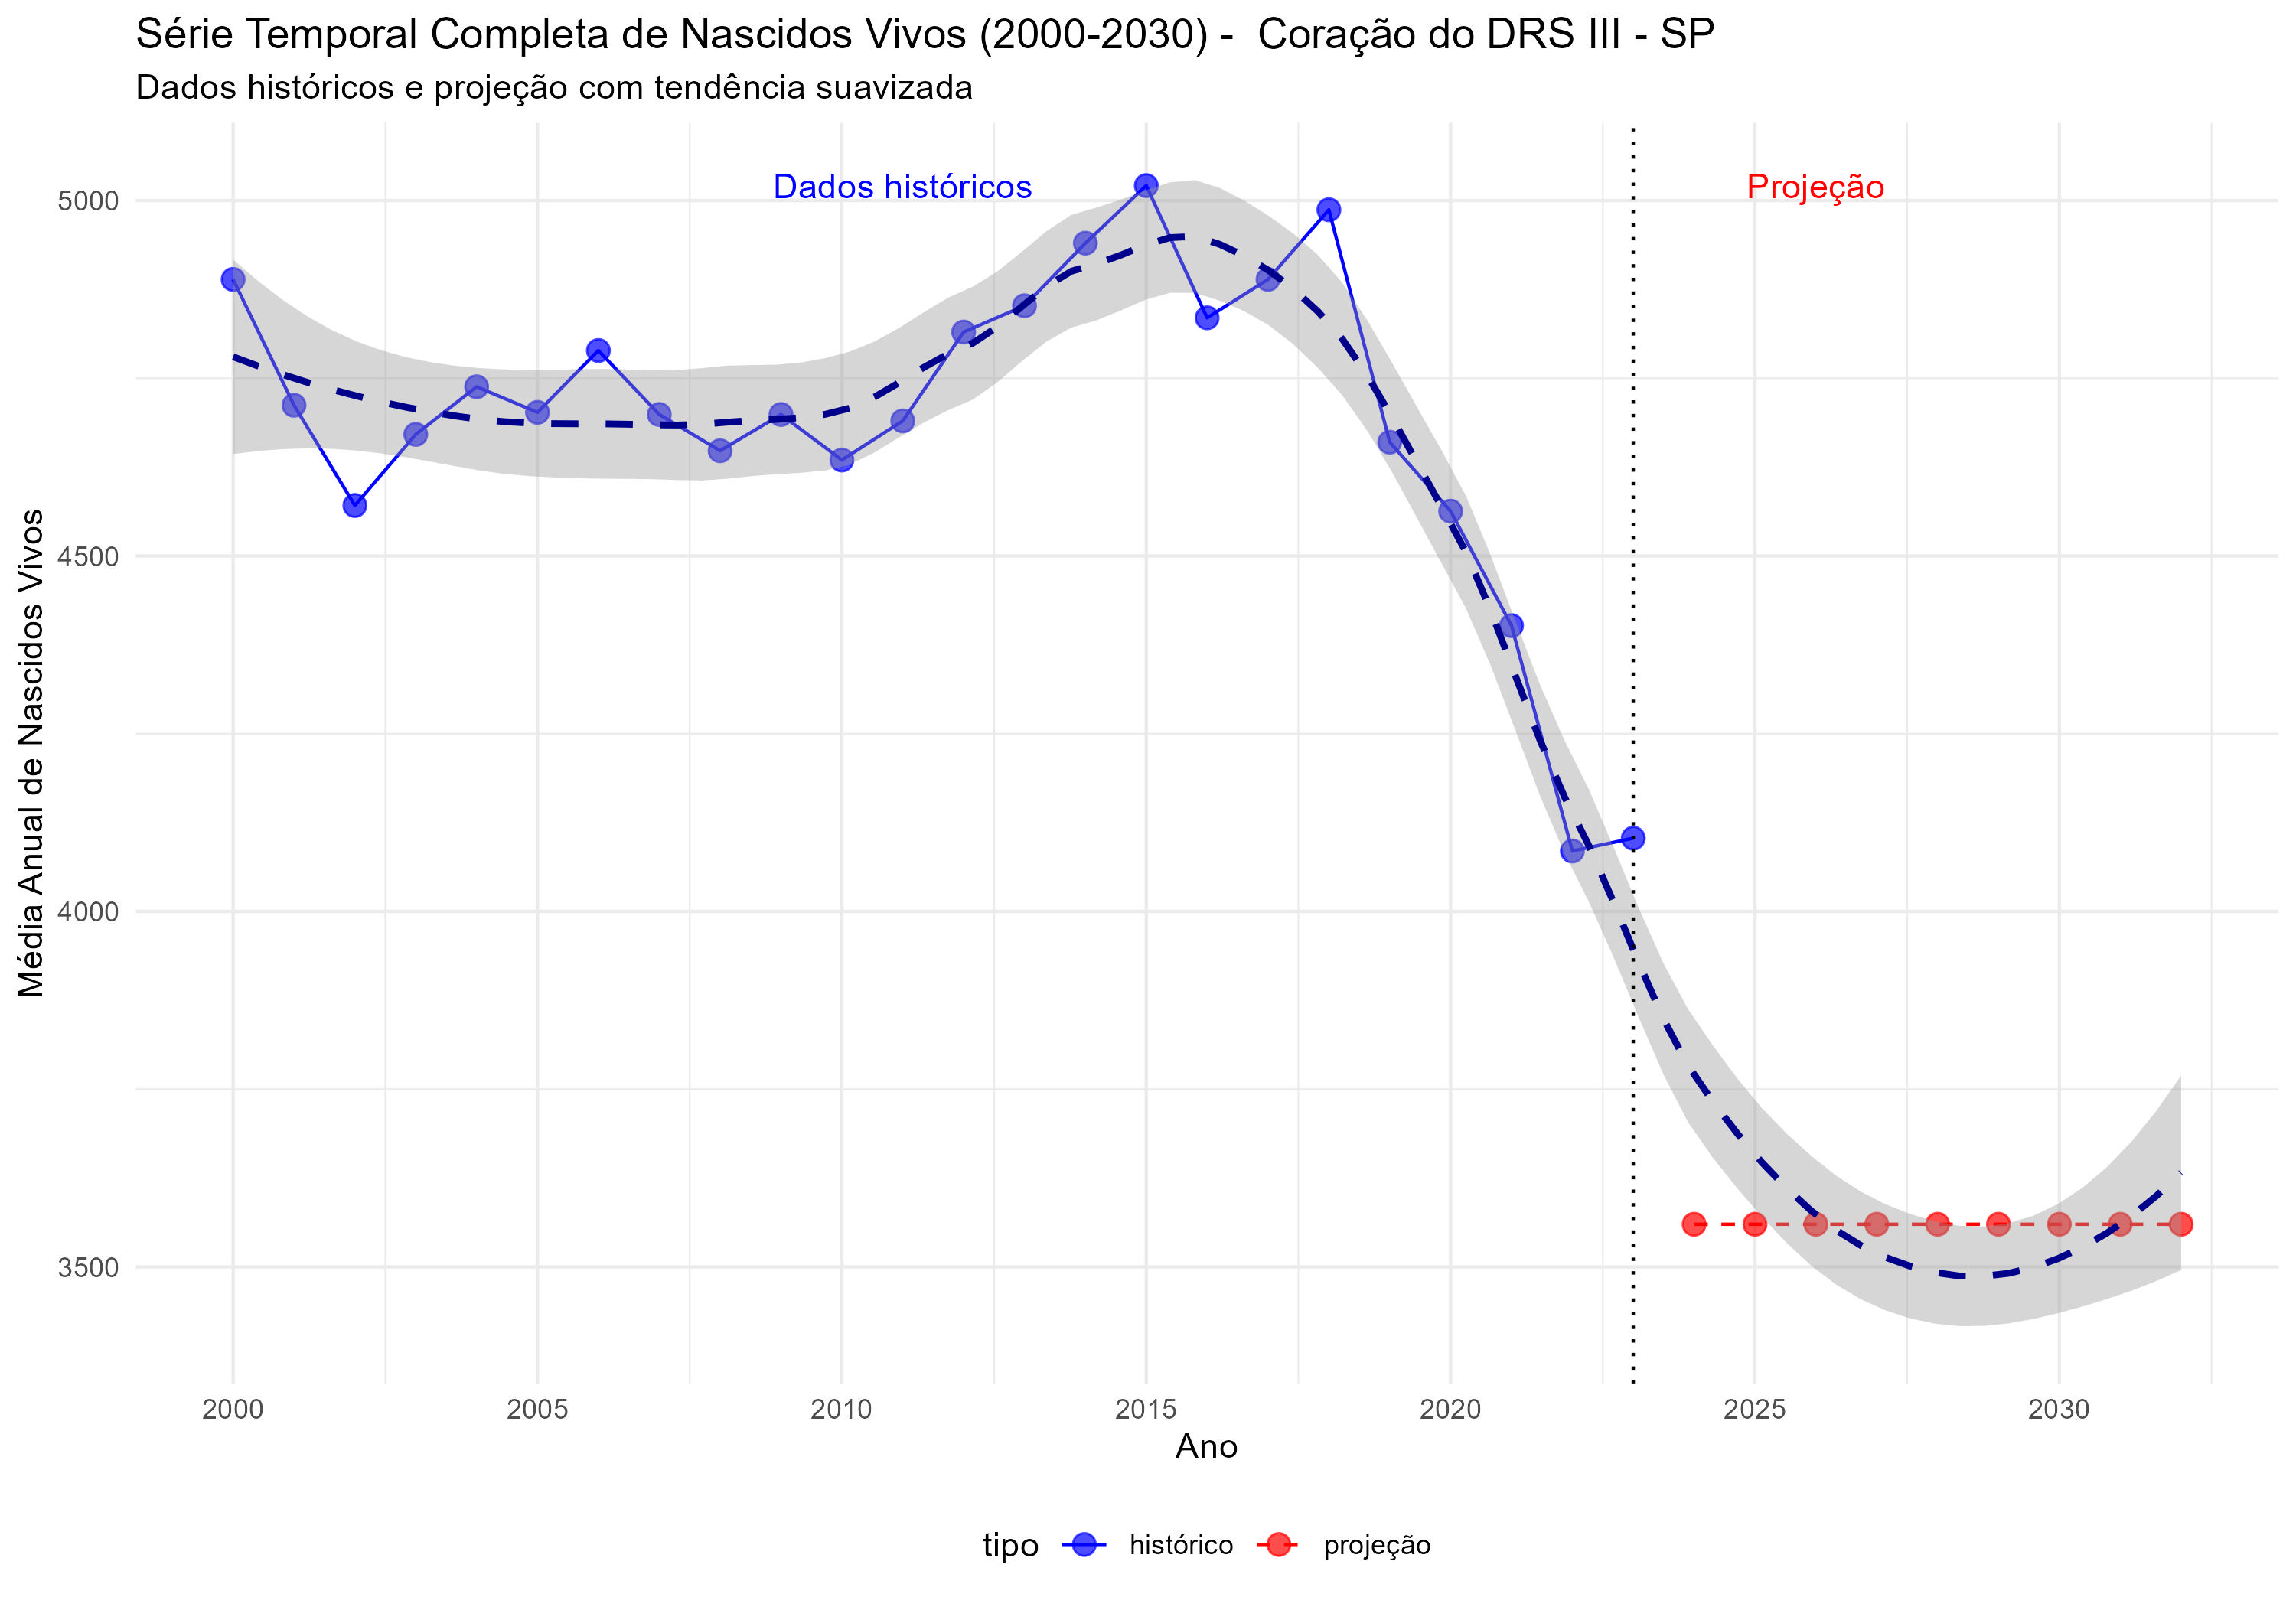 Série Temporal Completa de Nascidos Vivos (2000-2030) -  Coração do DRS III - SP
Dados históricos e projeção com tendência suavizada
Dados históricos
Projeção
Média Anual de Nascidos Vivos
5000
4500
4000
3500
2000
2005
2010
2015
2020
2025
2030
Ano
tipo
histórico
projeção